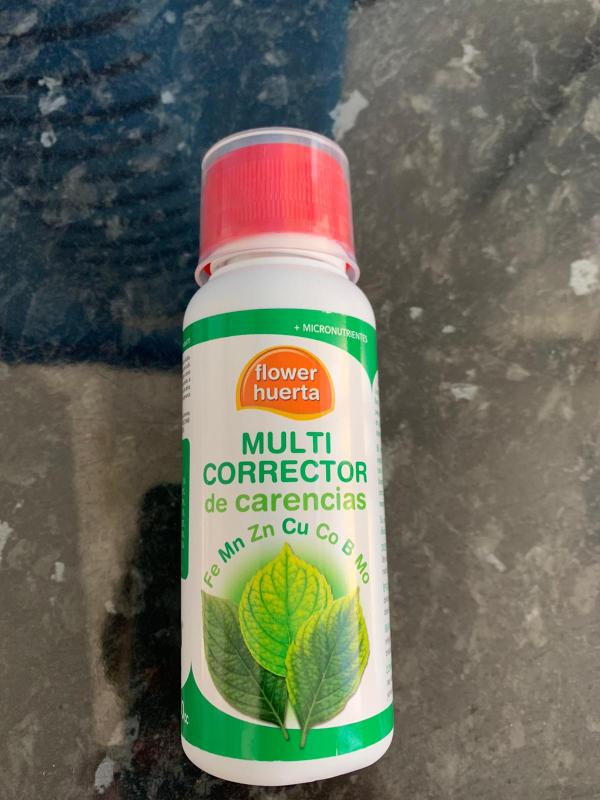 + MICRONUTRIENTES
flower
huerta
MULTI
CORRECTOR
de carencias
Fe Mn Zn Cu Co B Mo